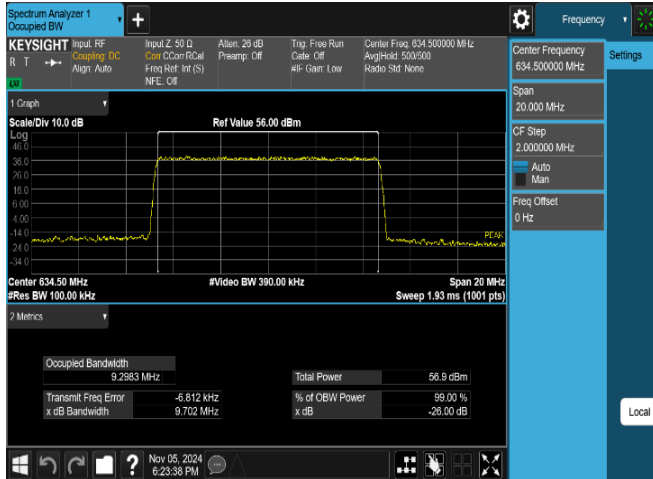 Spectrum Analyzer 1
Occupied BW
Frequency
KEYSIGHT
R T
Input: RF
Coupling: DC
Align: Auto
Input Z: 50 Ω
Corr CCorr RCal
Freq Ref: Int (S)
NFE: Off
Atten: 26 dB
Preamp: Off
Trig: Free Run
Gate: Off
#IF Gain: Low
Center Freq: 634.500000 MHz
Avg|Hold: 500/500
Radio Std: None
Center Frequency
634.500000 MHz
Settings
Span
20.000 MHz
CF Step
2.000000 MHz
Auto
Man
Freq Offset
0 Hz
Local
1 Graph
Scale/Div 10.0 dB
Ref Value 56.00 dBm
Log
46.0
36.0
26.0
16.0
6.00
-4.00
-14.0
-24.0
-34.0
PEAK
Center 634.50 MHz
#Video BW 390.00 kHz
Span 20 MHz
#Res BW 100.00 kHz
Sweep 1.93 ms (1001 pts)
2 Metrics
Occupied Bandwidth
9.2983 MHz
Total Power
56.9 dBm
Transmit Freq Error
-6.812 kHz
% of OBW Power
99.00 %
x dB Bandwidth
9.702 MHz
x dB
-26.00 dB
Nov 05, 2024
6:23:38 PM